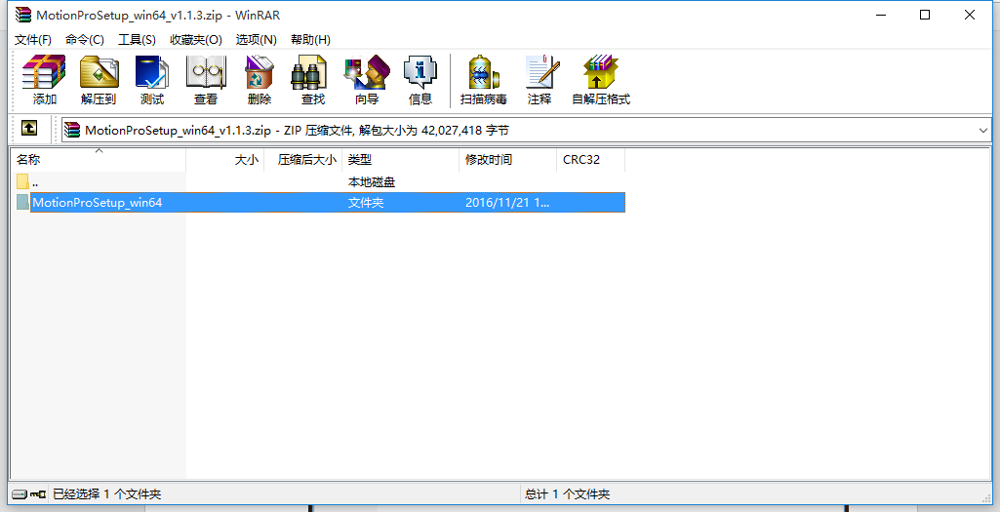 MotionProSetup_win64_v1.1.3.zip - WinRAR
文件(F) 命令(C) 工具(S) 收藏夹(O) 选项(N) 帮助(H)
添加 解压到 测试 查看 删除 查找 向导 信息 扫描病毒 注释 自解压格式
MotionProSetup_win64_v1.1.3.zip - ZIP 压缩文件, 解包大小为 42,027,418 字节
名称 大小 压缩后大小 类型 修改时间 CRC32
.. 本地磁盘
MotionProSetup_win64 文件夹 2016/11/21 1...
已经选择 1 个文件夹 总计 1 个文件夹